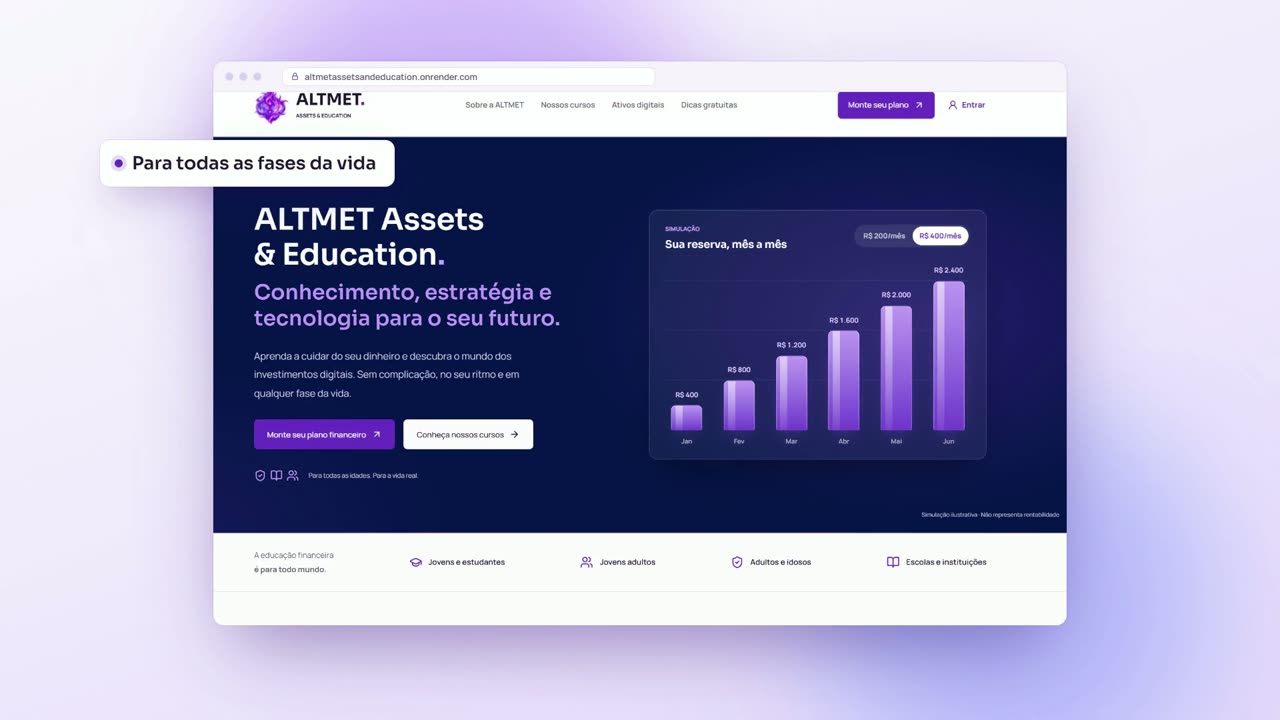 altmetassetsandeducation.onrender.com
ALTMET.
ASSETS & EDUCATION
Sobre a ALTMET
Nossos cursos
Ativos digitais
Dicas gratuitas
Monte seu plano
Entrar
Para todas as fases da vida
ALTMET Assets
& Education.
Conhecimento, estratégia e
tecnologia para o seu futuro.
Aprenda a cuidar do seu dinheiro e descubra o mundo dos
investimentos digitais. Sem complicação, no seu ritmo e em
qualquer fase da vida.
Monte seu plano financeiro
Conheça nossos cursos
Para todas as idades. Para a vida real.
SIMULAÇÃO
Sua reserva, mês a mês
R$ 200/mês
R$ 400/mês
R$ 400
R$ 800
R$ 1.200
R$ 1.600
R$ 2.000
R$ 2.400
Jan
Fev
Mar
Abr
Mai
Jun
Simulação ilustrativa · Não representa rentabilidade
A educação financeira
é para todo mundo.
Jovens e estudantes
Jovens adultos
Adultos e idosos
Escolas e instituições